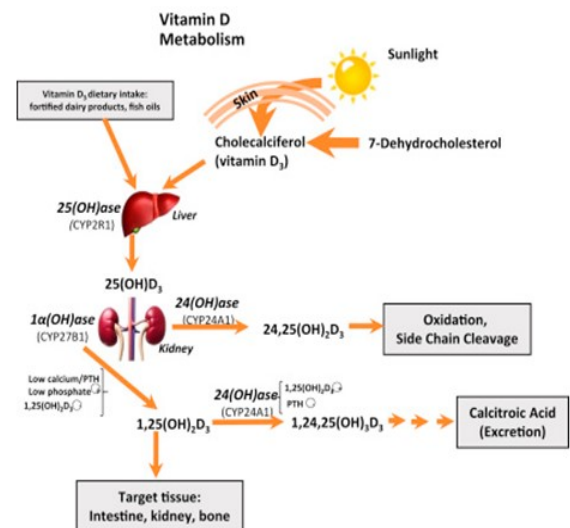 Vitamin D
Metabolism
Sunlight
Vitamin D₃ dietary intake:
fortified dairy products, fish oils
Skin
Cholecalciferol
(vitamin D₃)
7-Dehydrocholesterol
25(OH)ase
(CYP2R1)
Liver
25(OH)D₃
1α(OH)ase
(CYP27B1)
Kidney
24(OH)ase
(CYP24A1)
24,25(OH)₂D₃
Oxidation,
Side Chain Cleavage
Low calcium/PTH
Low phosphate
1,25(OH)₂D₃
24(OH)ase
(CYP24A1)
1,25(OH)₂D₃
PTH
1,25(OH)₂D₃
1,24,25(OH)₃D₃
Calcitroic Acid
(Excretion)
Target tissue:
Intestine, kidney, bone